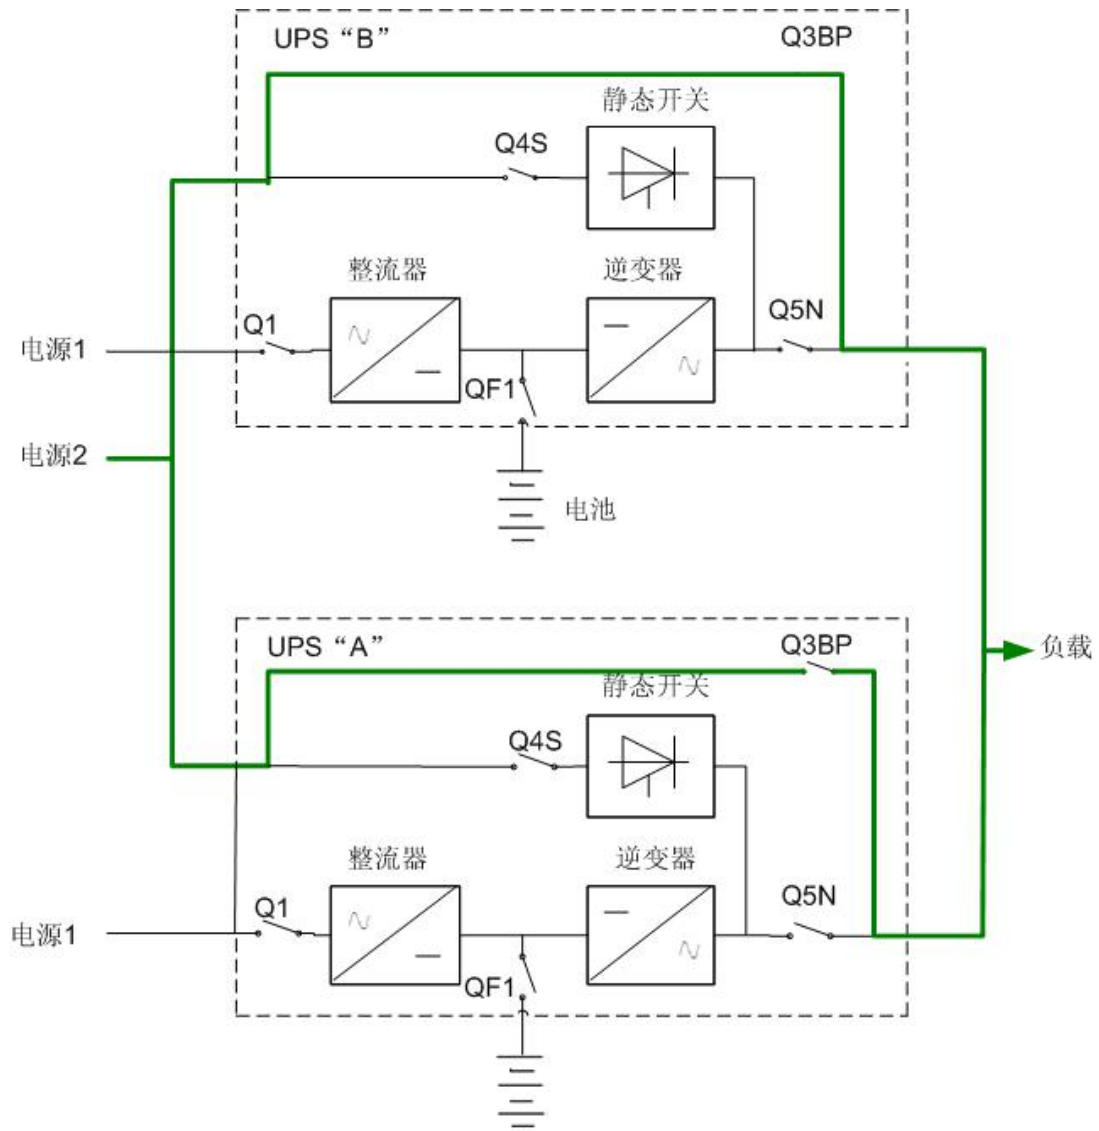 UPS “B”
Q3BP
静态开关
Q4S
整流器
逆变器
Q1
Q5N
电源1
QF1
电源2
电池
UPS “A”
Q3BP
负载
静态开关
Q4S
整流器
逆变器
Q1
Q5N
电源1
QF1